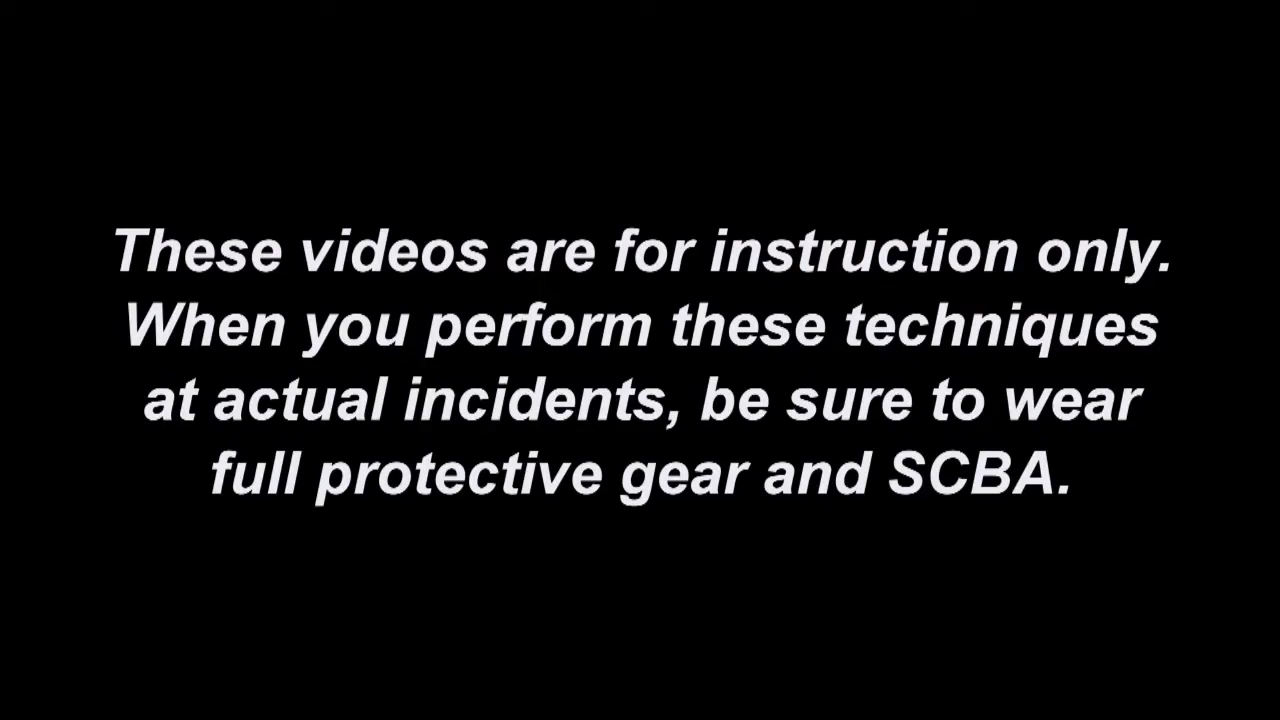 These videos are for instruction only.
When you perform these techniques
at actual incidents, be sure to wear
full protective gear and SCBA.